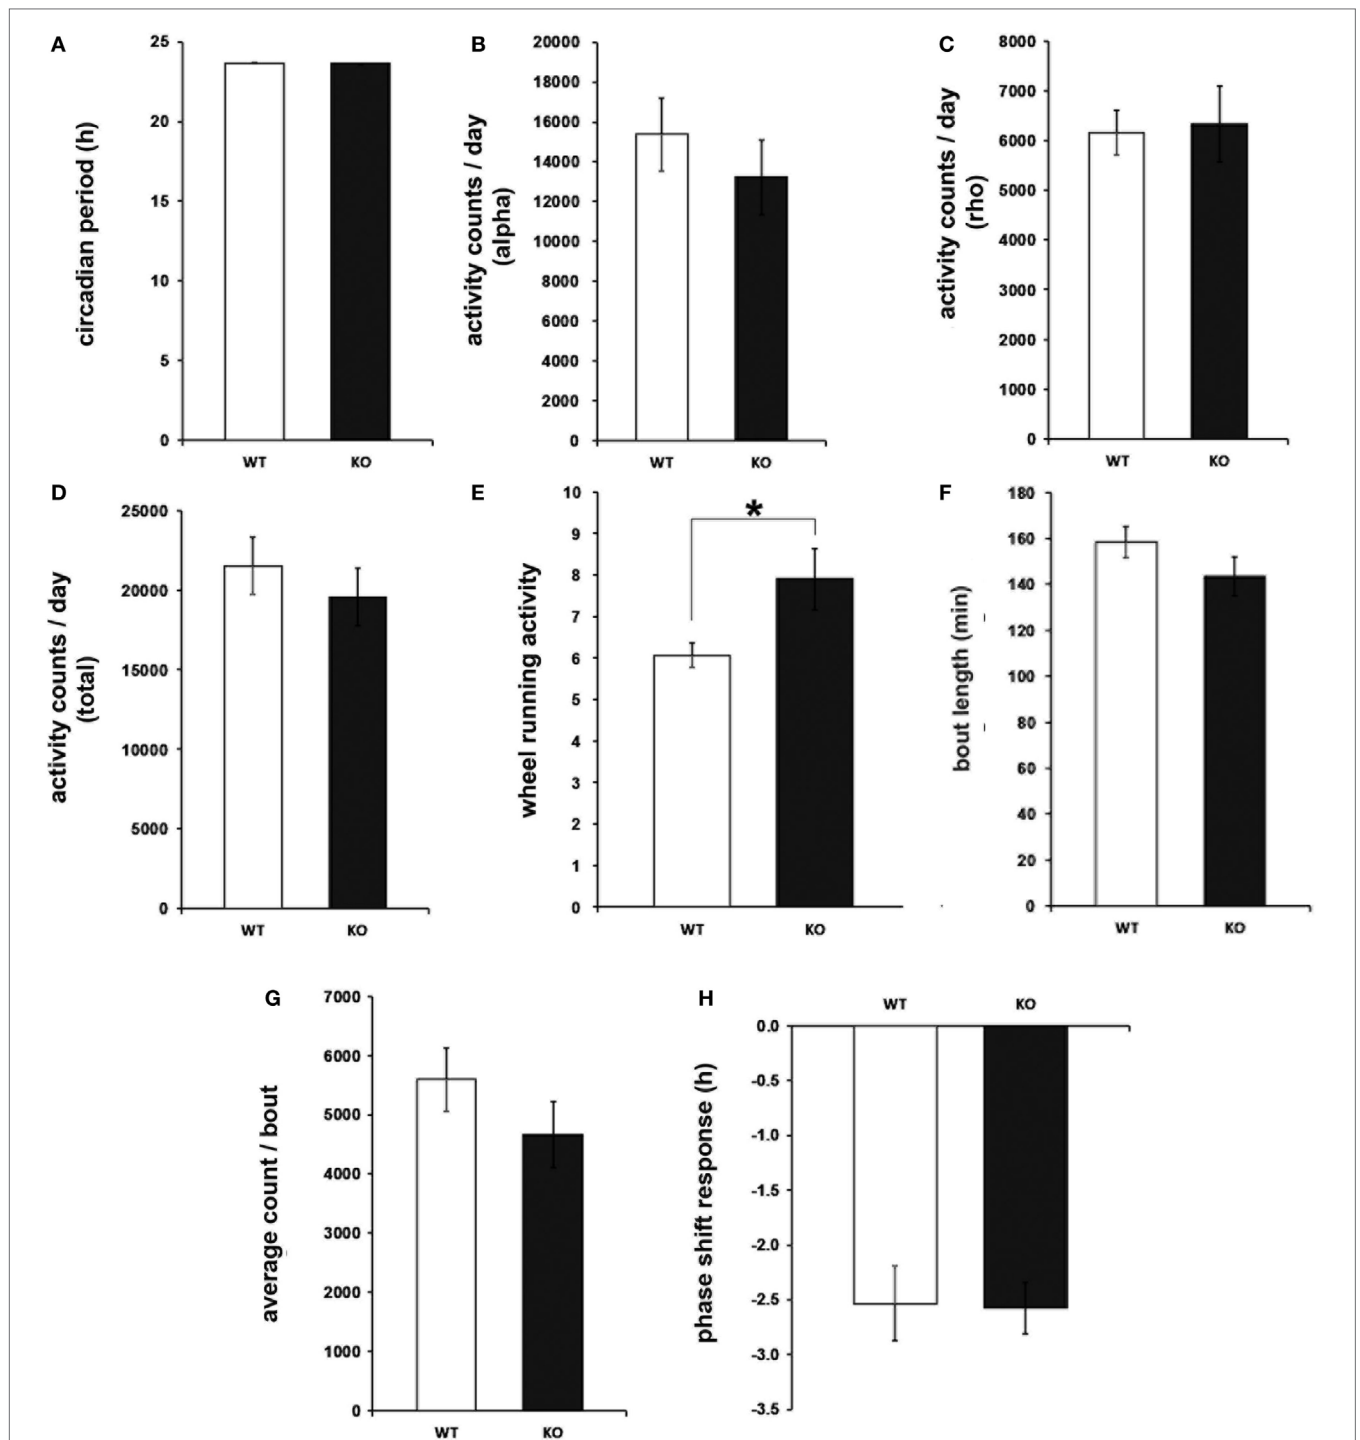 A
circadian period (h)
25
20
15
10
5
0
WT KO
B
activity counts / day
(alpha)
20000
18000
16000
14000
12000
10000
8000
6000
4000
2000
0
WT KO
C
activity counts / day
(rho)
8000
7000
6000
5000
4000
3000
2000
1000
0
WT KO
D
activity counts / day
(total)
25000
20000
15000
10000
5000
0
WT KO
E
wheel running activity
10
9
8
7
6
5
4
3
2
1
0
*
WT KO
F
bout length (min)
180
160
140
120
100
80
60
40
20
0
WT KO
G
average count / bout
7000
6000
5000
4000
3000
2000
1000
0
WT KO
H
phase shift response (h)
WT KO
0.0
-0.5
-1.0
-1.5
-2.0
-2.5
-3.0
-3.5